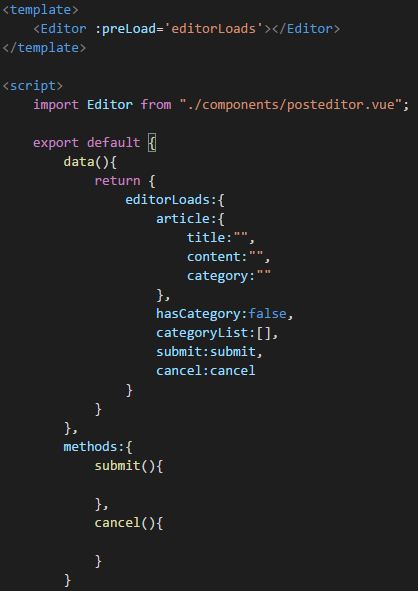 <template>
    <Editor :preLoad='editorLoads'></Editor>
</template>

<script>
    import Editor from "./components/posteditor.vue";

    export default {
        data(){
            return {
                editorLoads:{
                    article:{
                        title:"",
                        content:"",
                        category:""
                    },
                    hasCategory:false,
                    categoryList:[],
                    submit:submit,
                    cancel:cancel
                }
            }
        },
        methods:{
            submit(){

            },
            cancel(){

            }
        }